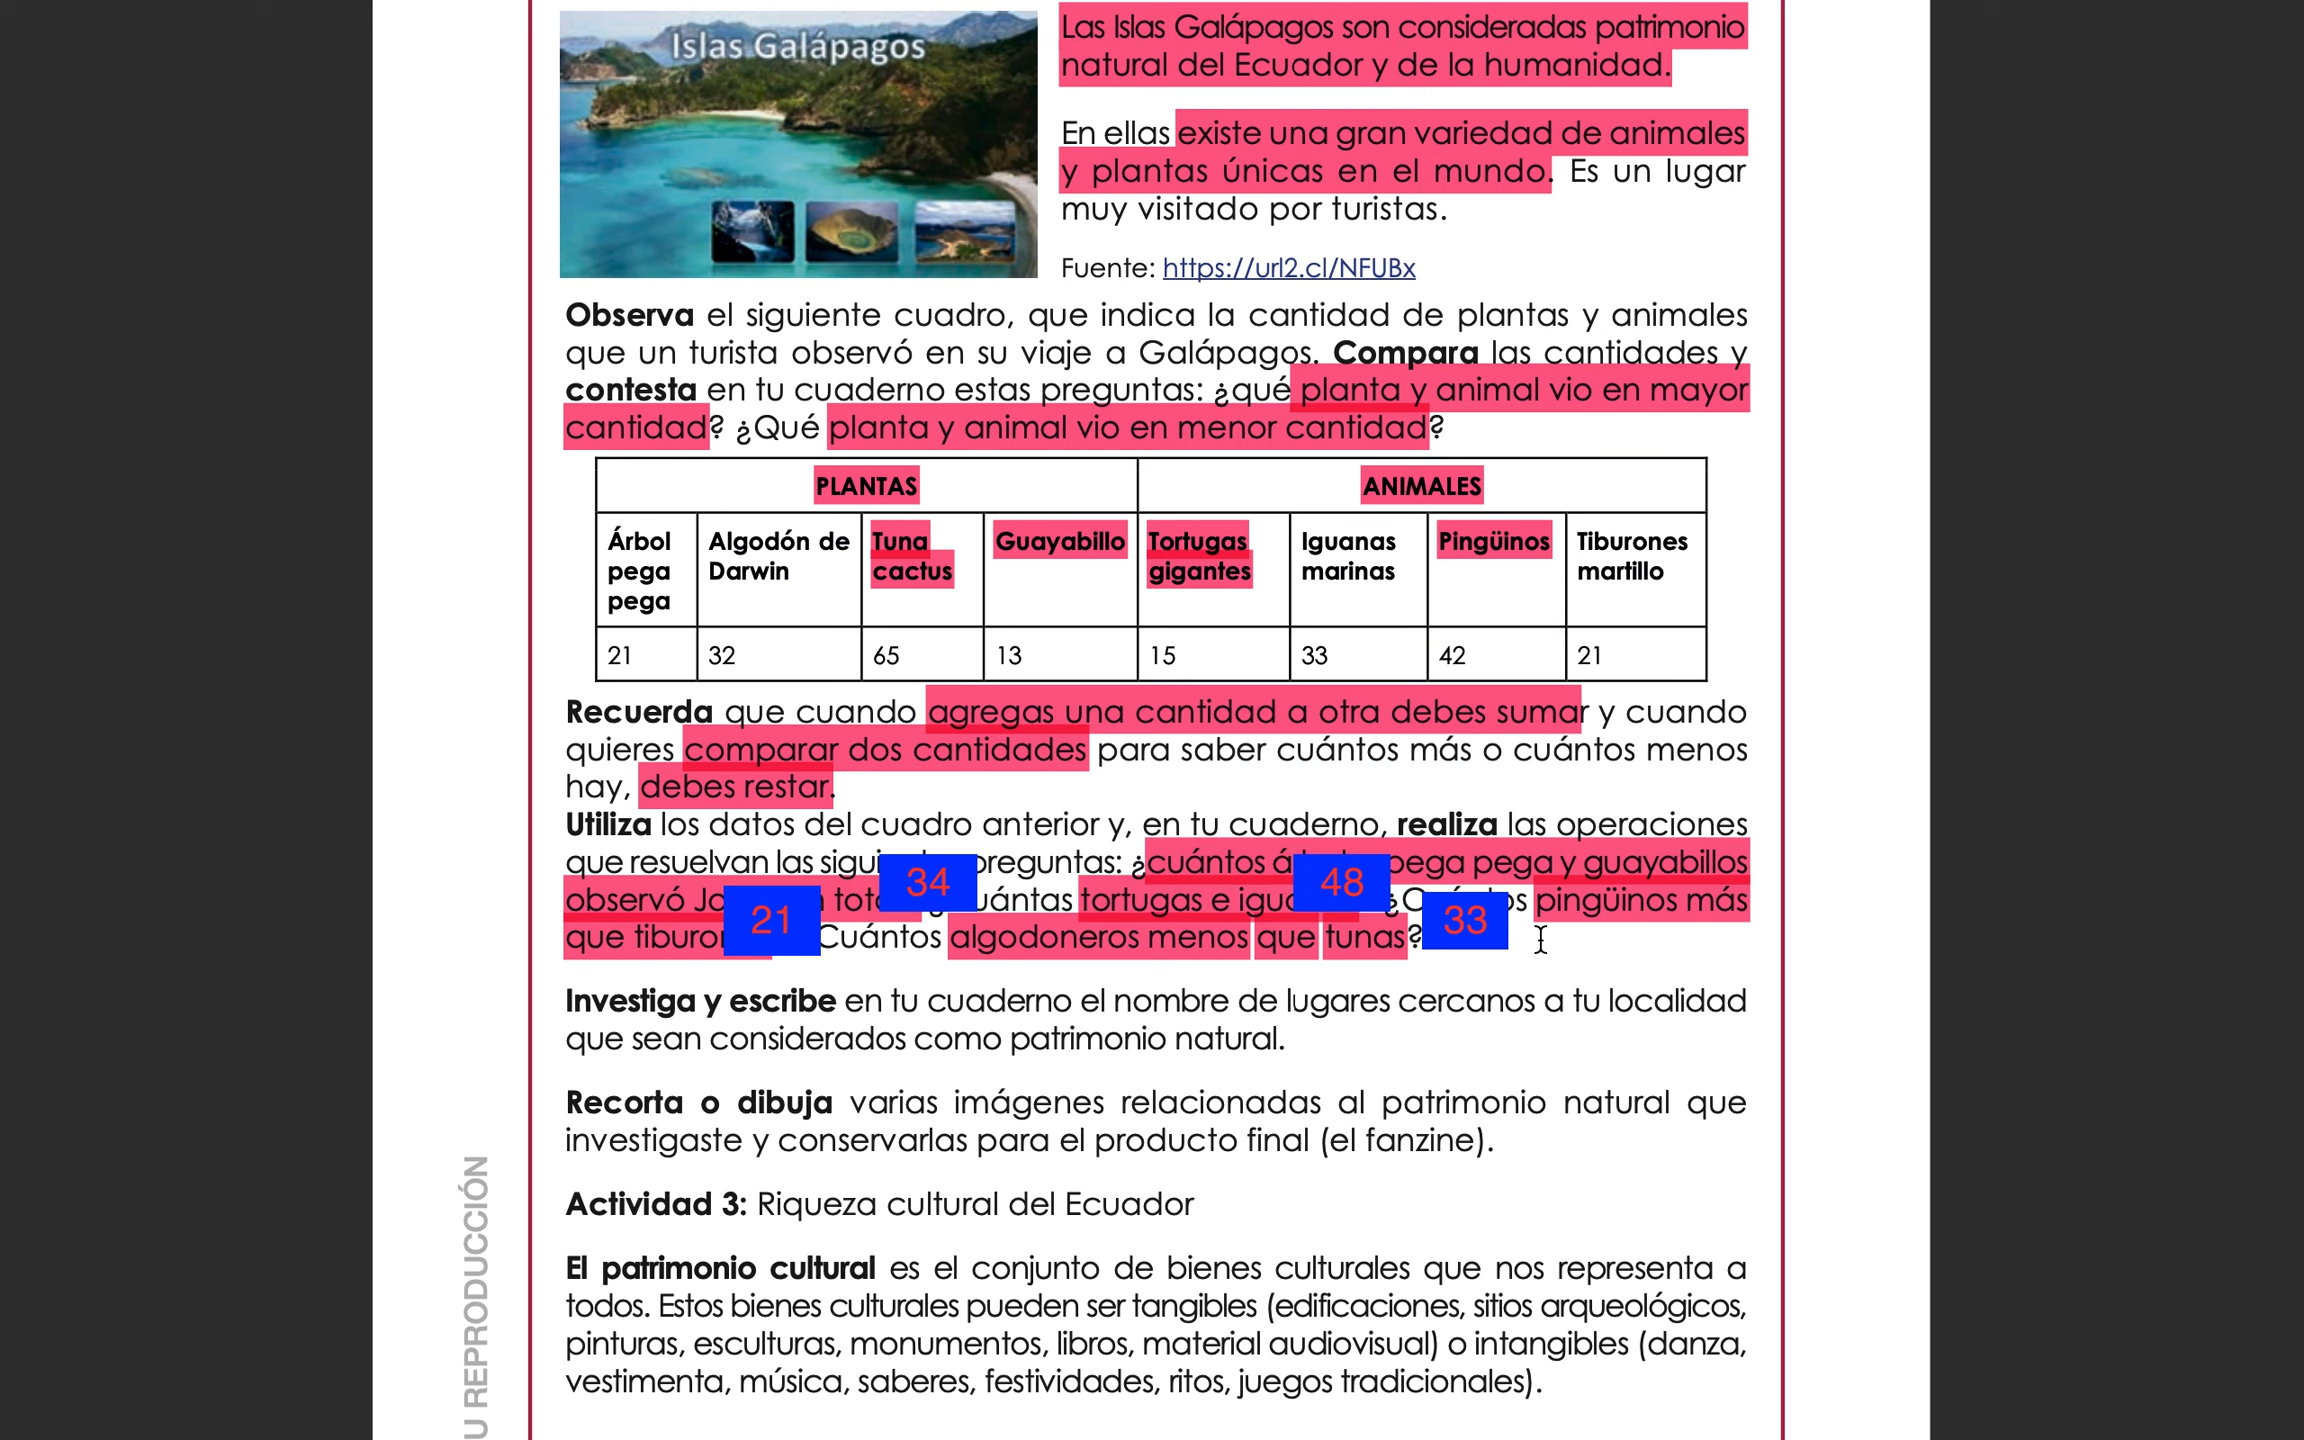 Islas Galápagos
Las Islas Galápagos son consideradas patrimonio
natural del Ecuador y de la humanidad.
En ellas existe una gran variedad de animales
y plantas únicas en el mundo. Es un lugar
muy visitado por turistas.
Fuente: https://url2.cl/NFUBx
Observa el siguiente cuadro, que indica la cantidad de plantas y animales
que un turista observó en su viaje a Galápagos. Compara las cantidades y
contesta en tu cuaderno estas preguntas: ¿qué planta y animal vio en mayor
cantidad? ¿Qué planta y animal vio en menor cantidad?
PLANTAS ANIMALES
Árbol pega pega Algodón de Darwin Tuna cactus Guayabillo Tortugas gigantes Iguanas marinas Pingüinos Tiburones martillo
21 32 65 13 15 33 42 21
Recuerda que cuando agregas una cantidad a otra debes sumar y cuando
quieres comparar dos cantidades para saber cuántos más o cuántos menos
hay, debes restar.
Utiliza los datos del cuadro anterior y, en tu cuaderno, realiza las operaciones
que resuelvan las preguntas: ¿cuántos pega pega y guayabillos
34 48
observó tortugas e pingüinos más
21 33
que Cuántos algodoneros menos que tunas?
Investiga y escribe en tu cuaderno el nombre de lugares cercanos a tu localidad
que sean considerados como patrimonio natural.
Recorta o dibuja varias imágenes relacionadas al patrimonio natural que
investigaste y conservarlas para el producto final (el fanzine).
Actividad 3: Riqueza cultural del Ecuador
El patrimonio cultural es el conjunto de bienes culturales que nos representa a
todos. Estos bienes culturales pueden ser tangibles (edificaciones, sitios arqueológicos,
pinturas, esculturas, monumentos, libros, material audiovisual) o intangibles (danza,
vestimenta, música, saberes, festividades, ritos, juegos tradicionales).
U REPRODUCCIÓN